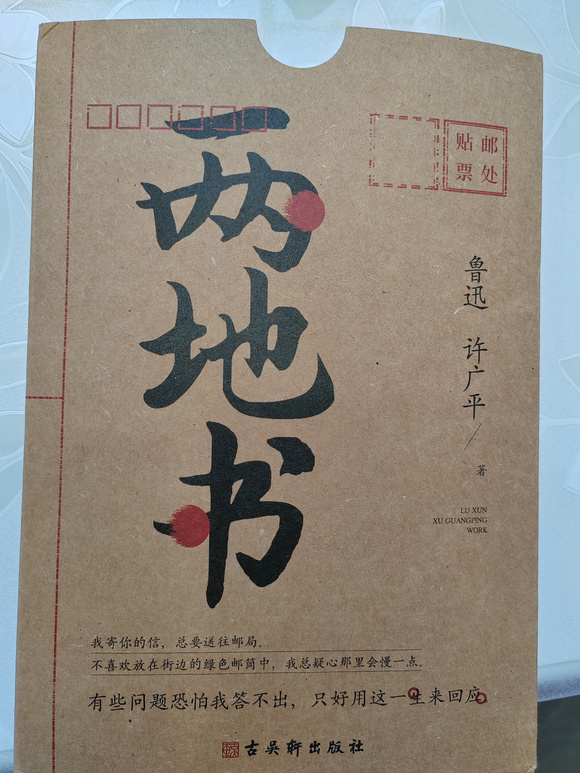 贴邮
票处
两地书
鲁迅 许广平
著
LU XUN
XU GUANGPING
WORK
我寄你的信，总要送往邮局，
不喜欢放在街边的绿色邮筒中，我总疑心那里会慢一点。
有些问题恐怕我答不出，只好用这一生来回应
古吴轩出版社